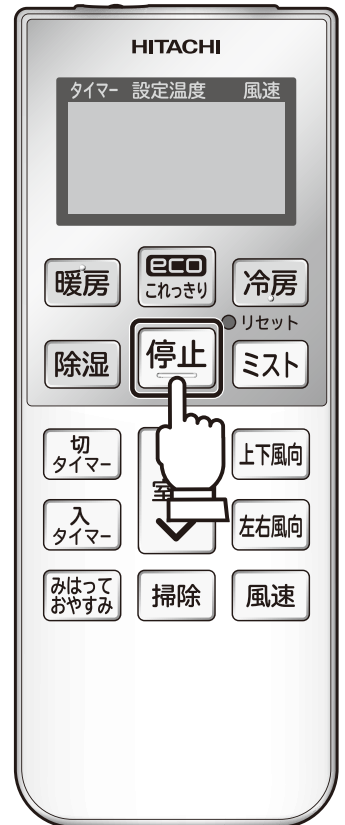 HITACHI
タイマー 設定温度 風速
暖房 eco これっきり 冷房
リセット
除湿 停止 ミスト
切タイマー 室 上下風向
入タイマー 左右風向
みはっておやすみ 掃除 風速